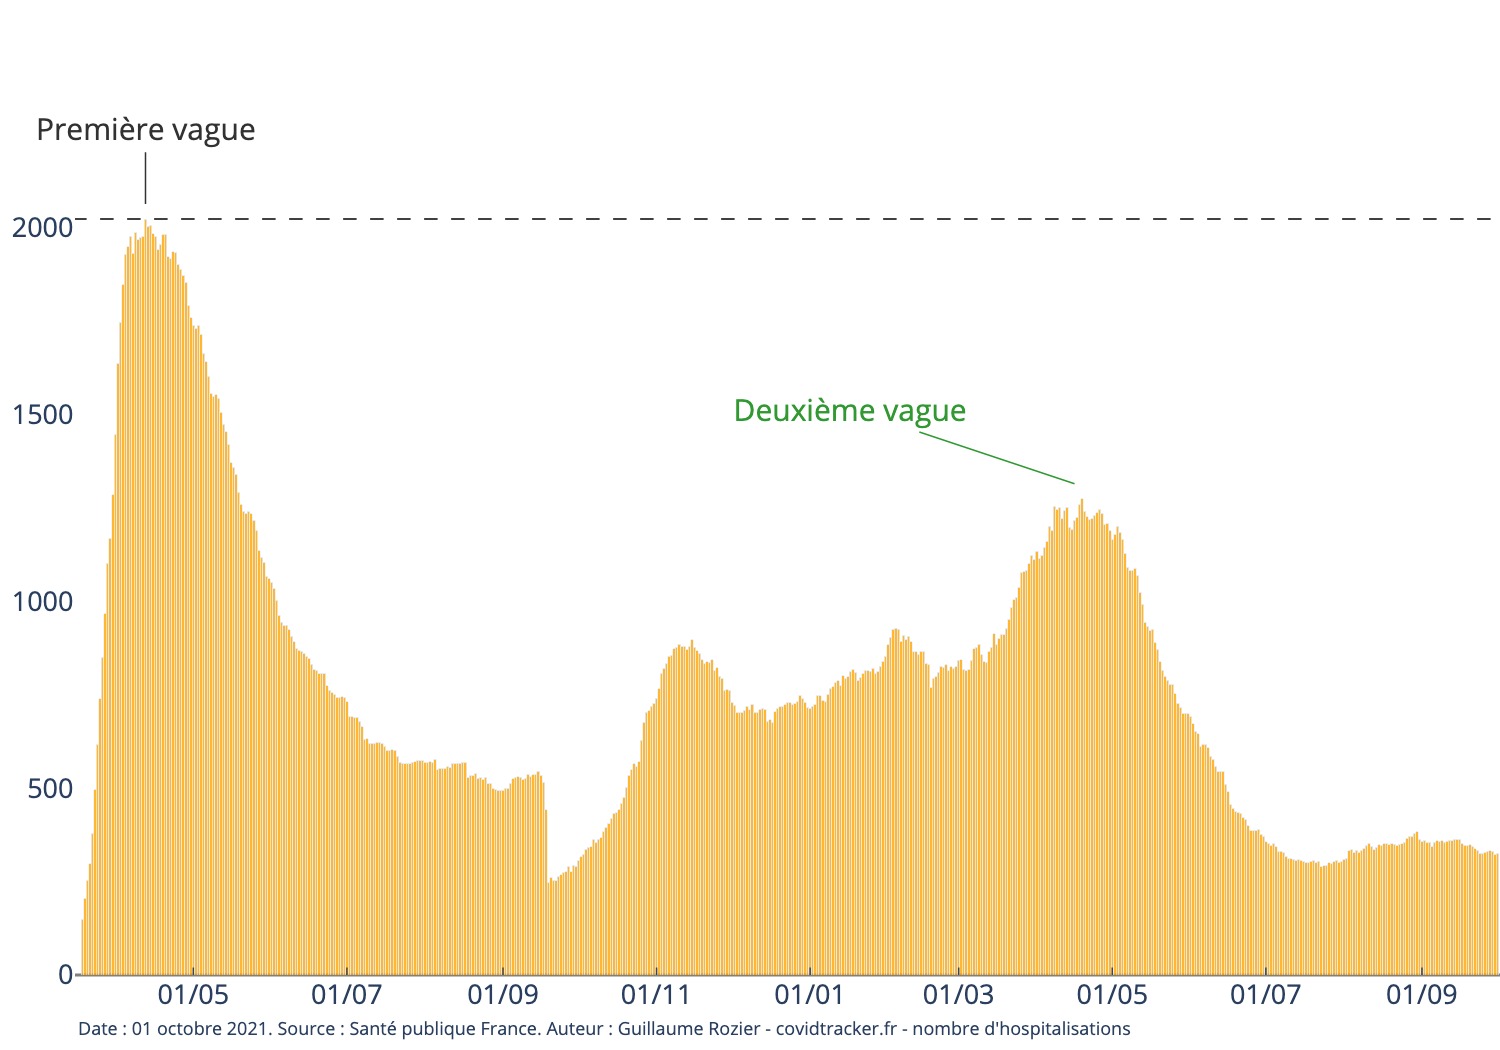 Première vague
2000
1500
Deuxième vague
1000
500
0
01/05 01/07 01/09 01/11 01/01 01/03 01/05 01/07 01/09
Date : 01 octobre 2021. Source : Santé publique France. Auteur : Guillaume Rozier - covidtracker.fr - nombre d'hospitalisations